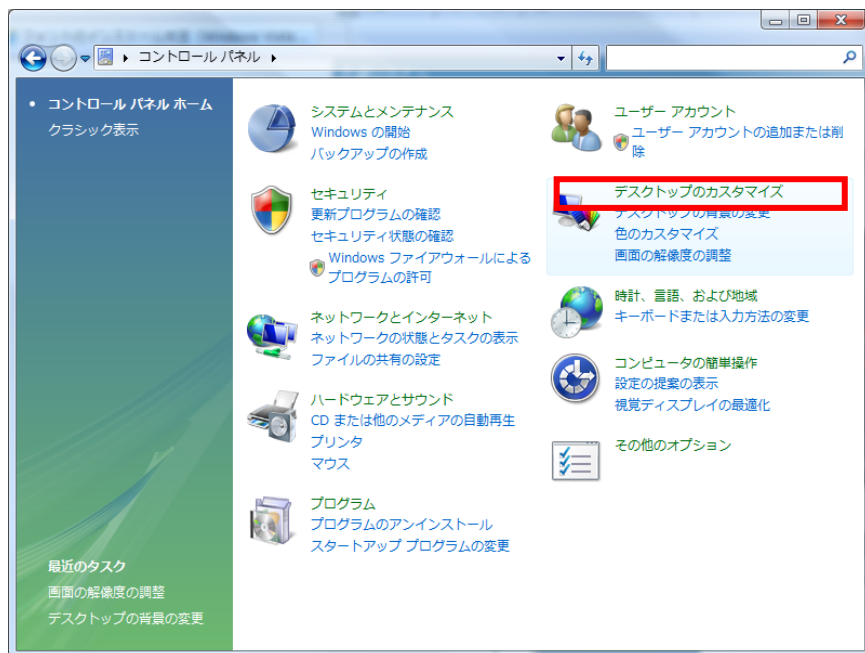 コントロール パネル
コントロール パネル ホーム
クラシック表示
システムとメンテナンス
Windows の開始
バックアップの作成
セキュリティ
更新プログラムの確認
セキュリティ状態の確認
Windows ファイアウォールによる
プログラムの許可
ネットワークとインターネット
ネットワークの状態とタスクの表示
ファイルの共有の設定
ハードウェアとサウンド
CD または他のメディアの自動再生
プリンタ
マウス
プログラム
プログラムのアンインストール
スタートアップ プログラムの変更
ユーザー アカウント
ユーザー アカウントの追加または削
除
デスクトップのカスタマイズ
デスクトップの背景の変更
色のカスタマイズ
画面の解像度の調整
時計、言語、および地域
キーボードまたは入力方法の変更
コンピュータの簡単操作
設定の提案の表示
視覚ディスプレイの最適化
その他のオプション
最近のタスク
画面の解像度の調整
デスクトップの背景の変更